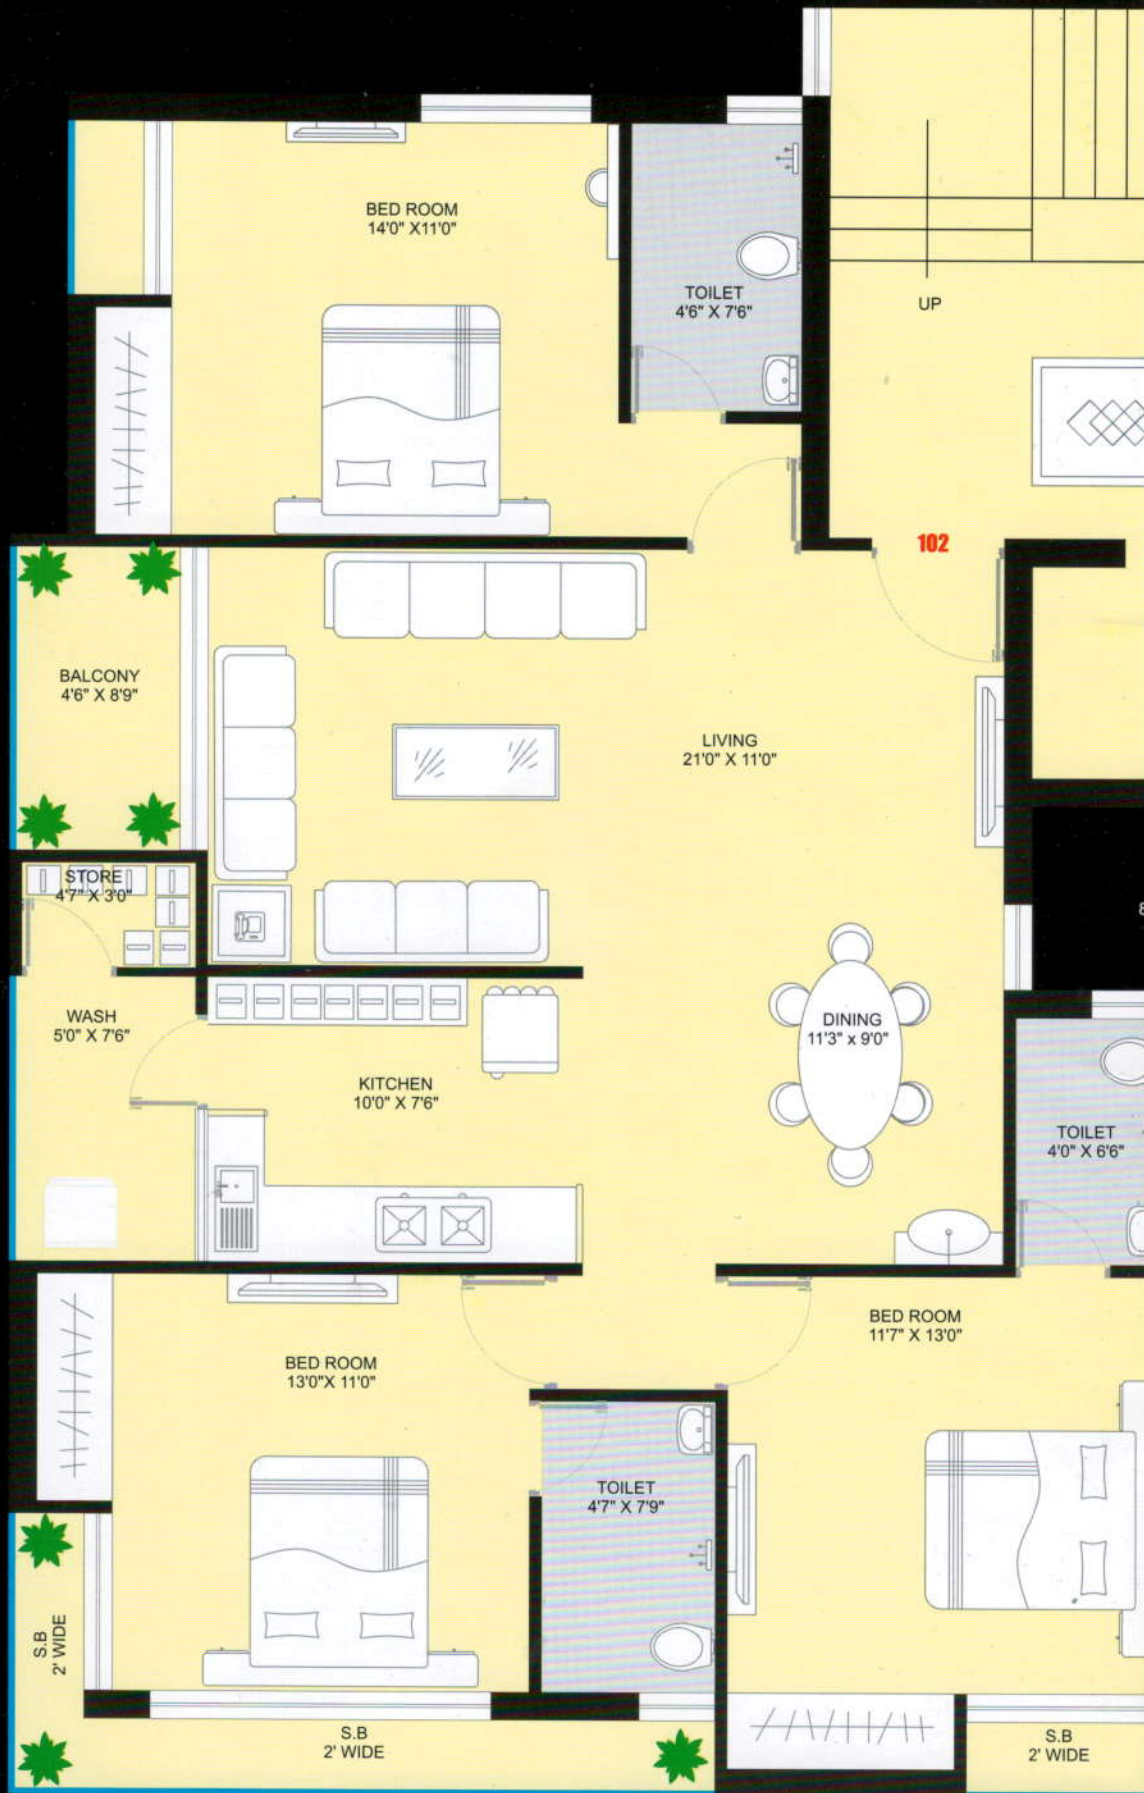 BED ROOM
14'0" X11'0"
TOILET
4'6" X 7'6"
UP
102
BALCONY
4'6" X 8'9"
LIVING
21'0" X 11'0"
STORE
4'7" X 3'0"
WASH
5'0" X 7'6"
DINING
11'3" x 9'0"
KITCHEN
10'0" X 7'6"
TOILET
4'0" X 6'6"
BED ROOM
11'7" X 13'0"
BED ROOM
13'0"X 11'0"
TOILET
4'7" X 7'9"
S.B
2' WIDE
S.B
2' WIDE
S.B
2' WIDE